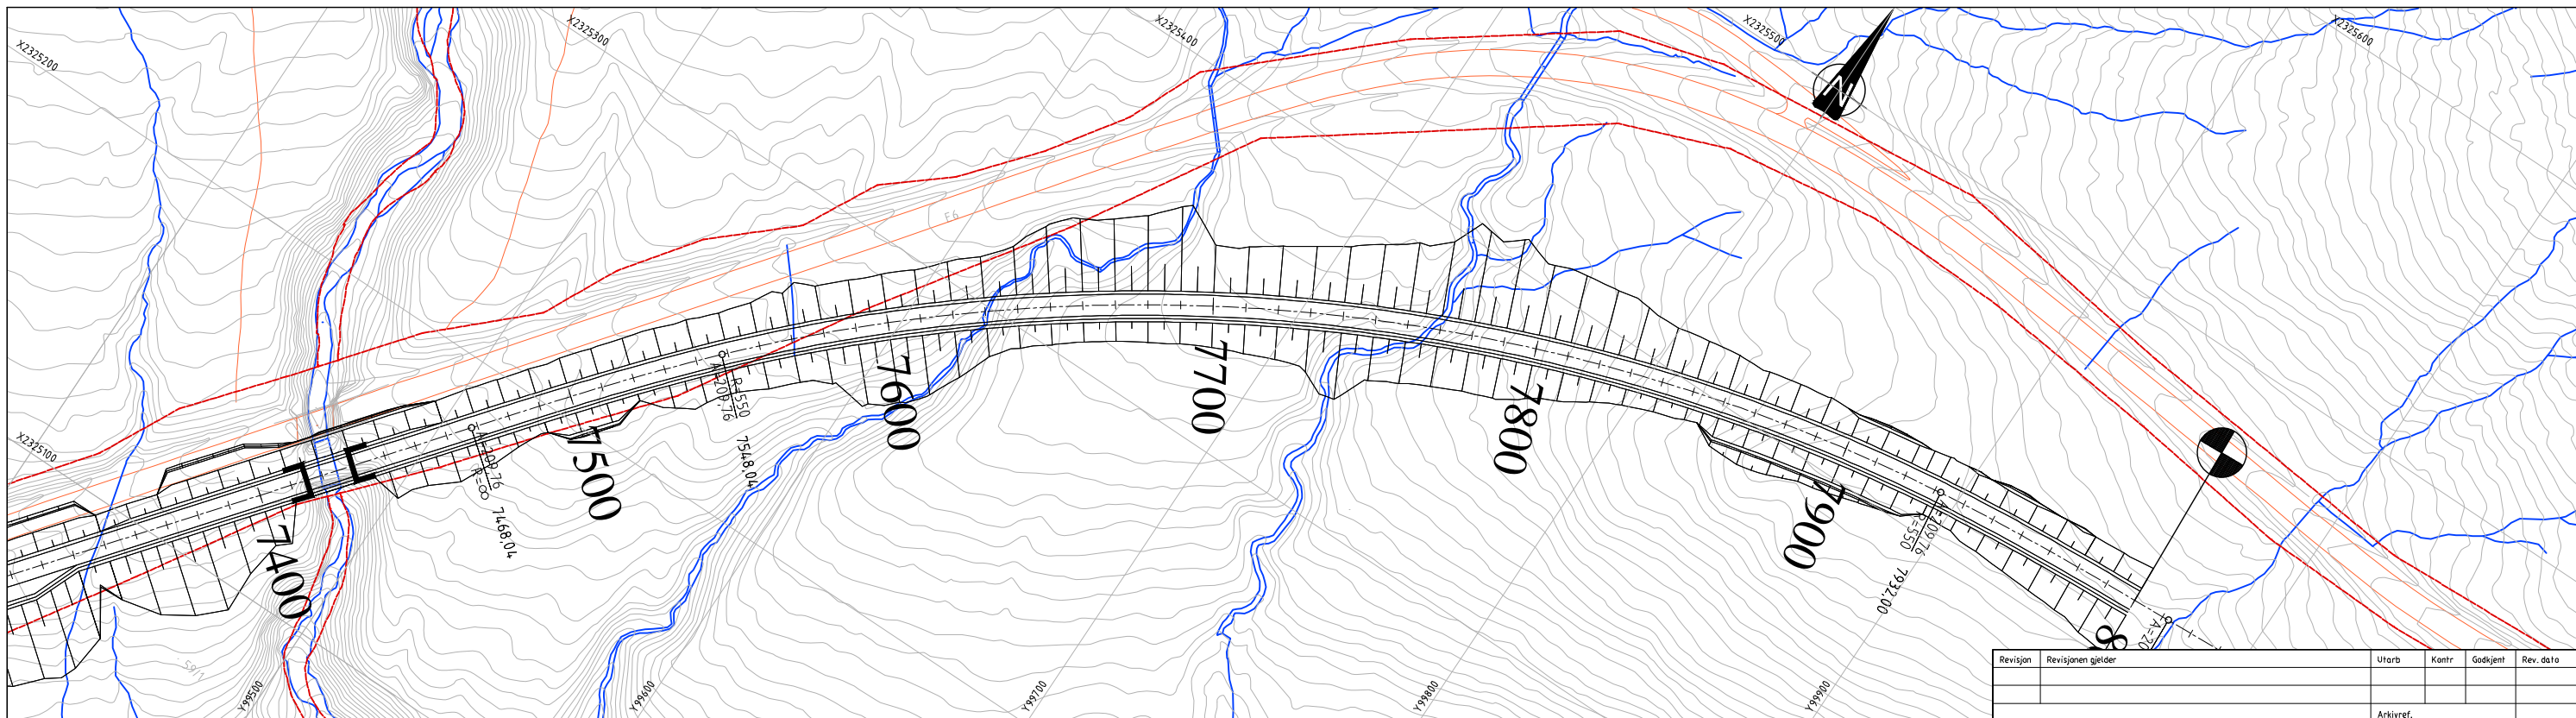 X2325200
X2325300
X2325400
X2325500
X2325600
N
E6
X2325100
7400
A=209,76
R=∞
7468,04
7500
R=550
A=209,76
7548,04
7600
7700
7800
7900
A=209,76
R=550
7932,00
59/1
Y99500
Y99600
Y99700
Y99800
Y99900
Revisjon Revisjonen gjelder Utarb Kontr Godkjent Rev. dato
Arkivref.